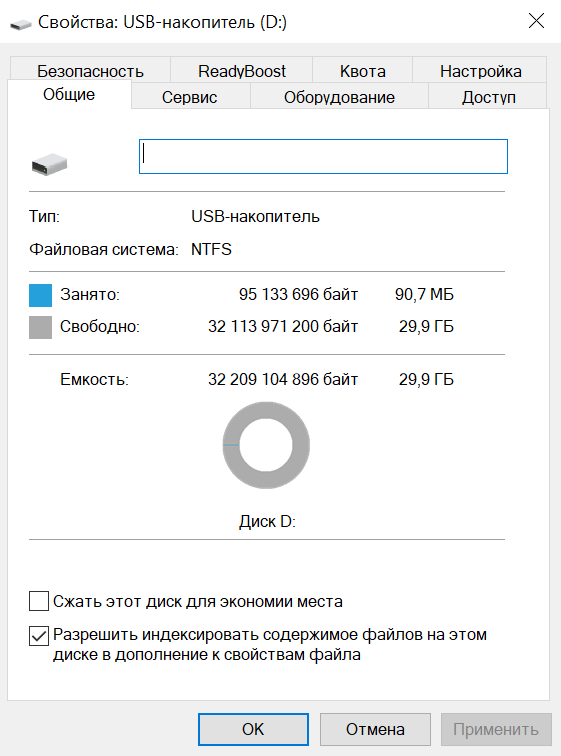 Свойства: USB-накопитель (D:)
Безопасность ReadyBoost Квота Настройка
Общие Сервис Оборудование Доступ
Тип: USB-накопитель
Файловая система: NTFS
Занято: 95 133 696 байт 90,7 МБ
Свободно: 32 113 971 200 байт 29,9 ГБ
Емкость: 32 209 104 896 байт 29,9 ГБ
Диск D:
Сжать этот диск для экономии места
Разрешить индексировать содержимое файлов на этом
диске в дополнение к свойствам файла
OK Отмена Применить